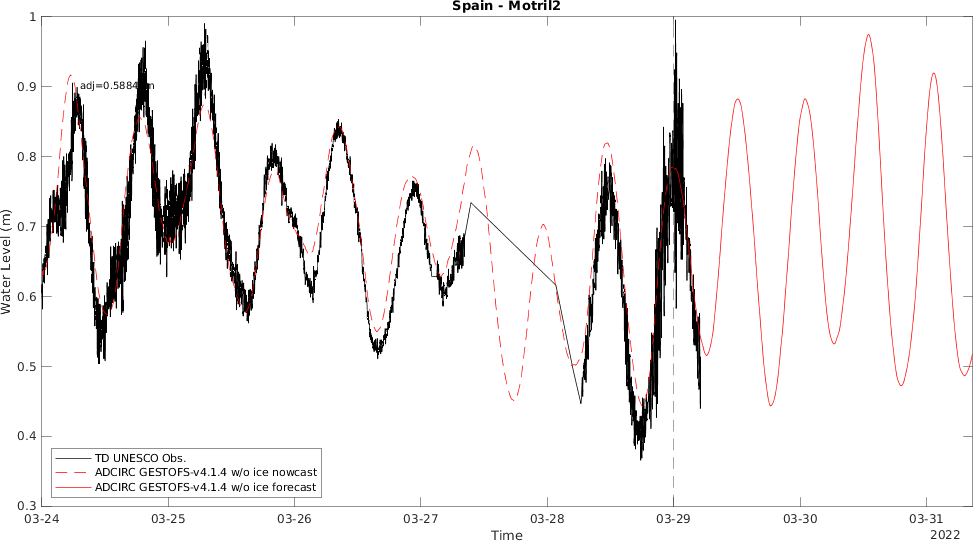 Spain - Motril2
1
0.9
0.8
0.7
0.6
0.5
0.4
0.3
Water Level (m)
adj=0.5884
TD UNESCO Obs.
ADCIRC GESTOFS-v4.1.4 w/o ice nowcast
ADCIRC GESTOFS-v4.1.4 w/o ice forecast
03-24 03-25 03-26 03-27 03-28 03-29 03-30 03-31
Time
2022